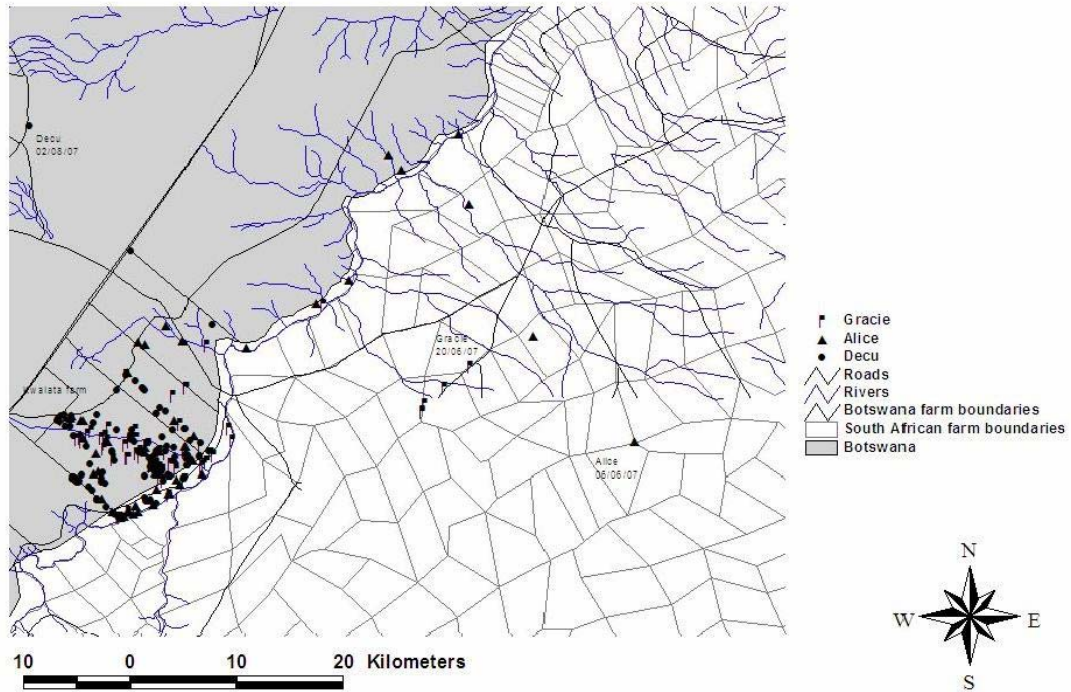 Decu
02/08/07
Kwalata farm
Gracie
20/06/07
Alice
06/06/07
Gracie
Alice
Decu
Roads
Rivers
Botswana farm boundaries
South African farm boundaries
Botswana
N
W E
S
10 0 10 20 Kilometers